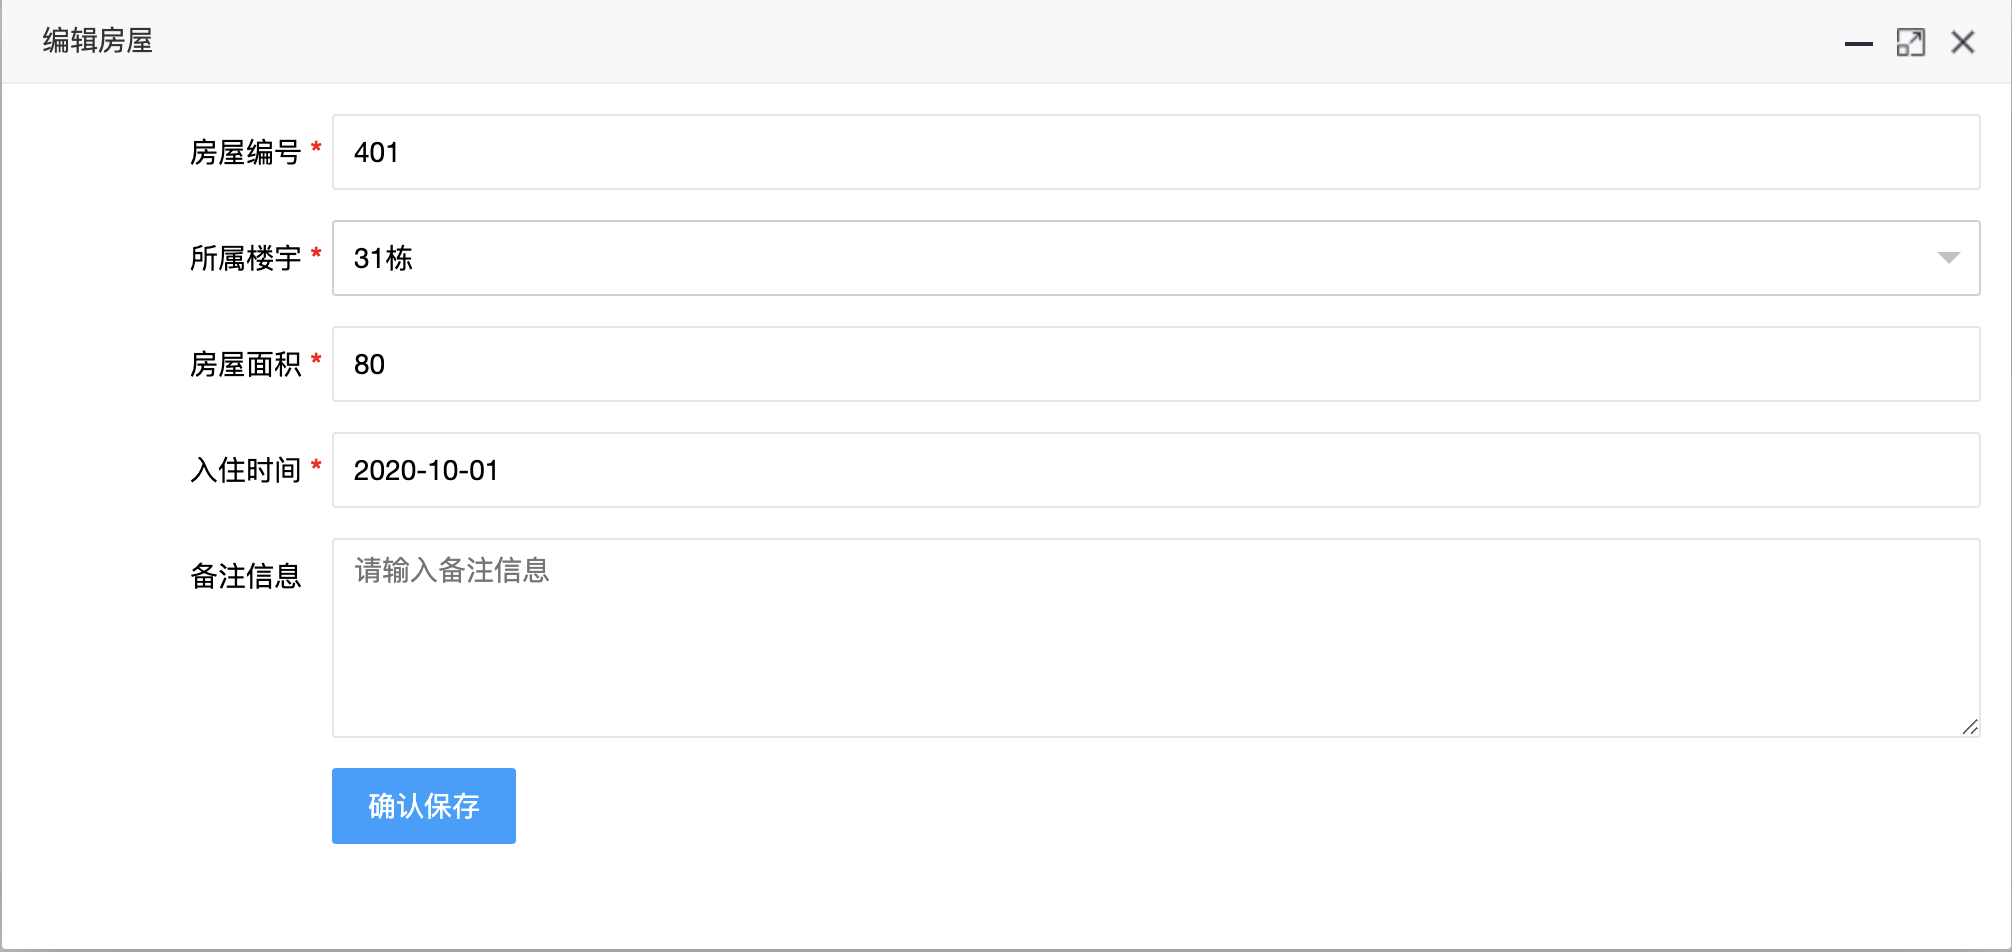 编辑房屋
房屋编号 * 401
所属楼宇 * 31栋
房屋面积 * 80
入住时间 * 2020-10-01
备注信息 请输入备注信息
确认保存